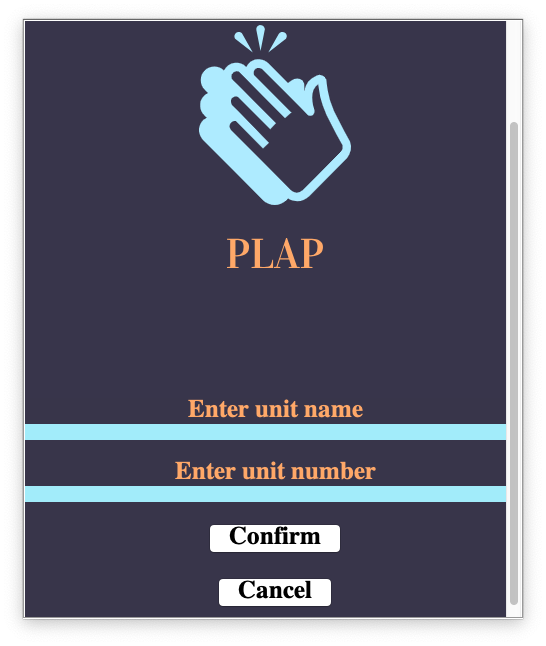 PLAP
Enter unit name
Enter unit number
Confirm
Cancel